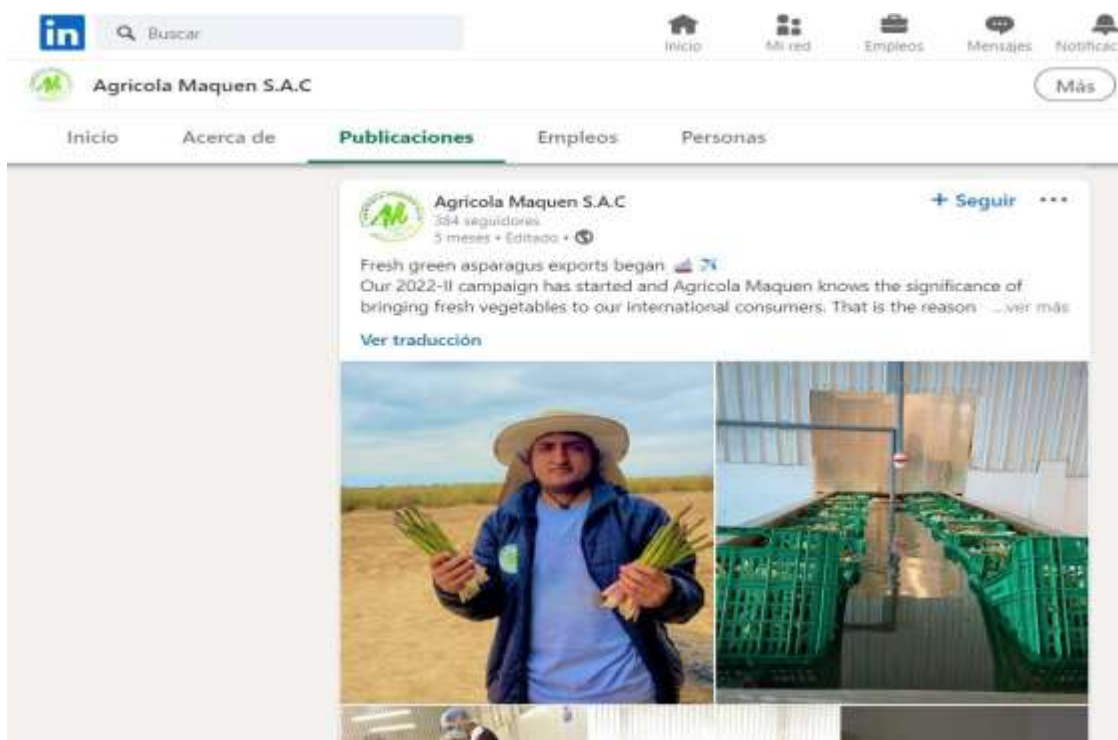 in
Buscar
Inicio
Mi red
Empleos
Mensajes
Notificac
Agricola Maquen S.A.C
Más
Inicio
Acerca de
Publicaciones
Empleos
Personas
Agricola Maquen S.A.C
384 seguidores
5 meses • Editado •
+ Seguir
Fresh green asparagus exports began
Our 2022-II campaign has started and Agricola Maquen knows the significance of
bringing fresh vegetables to our international consumers. That is the reason ...ver más
Ver traducción